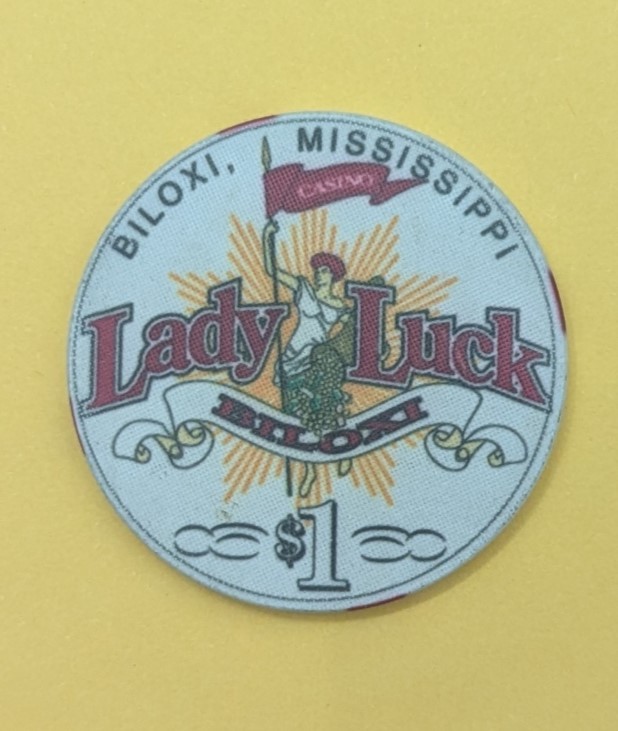 BILOXI, MISSISSIPPI
CASINO
Lady Luck
BILOXI
$1